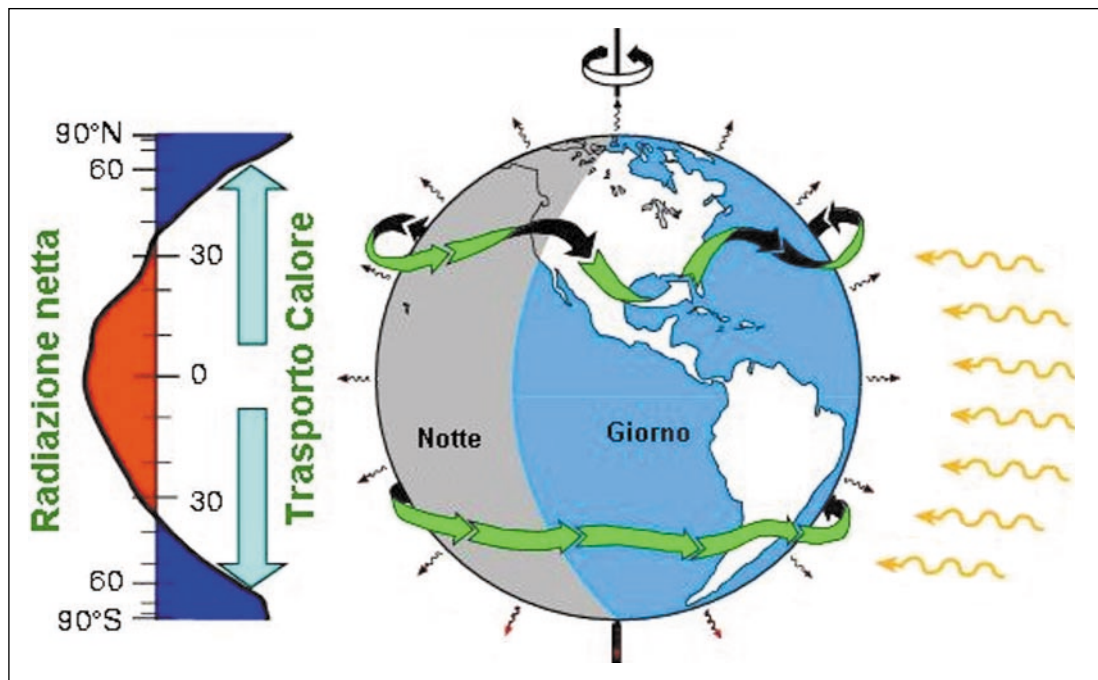 Radiazione netta
90°N
60
30
0
30
60
90°S
Trasporto Calore
Notte
Giorno